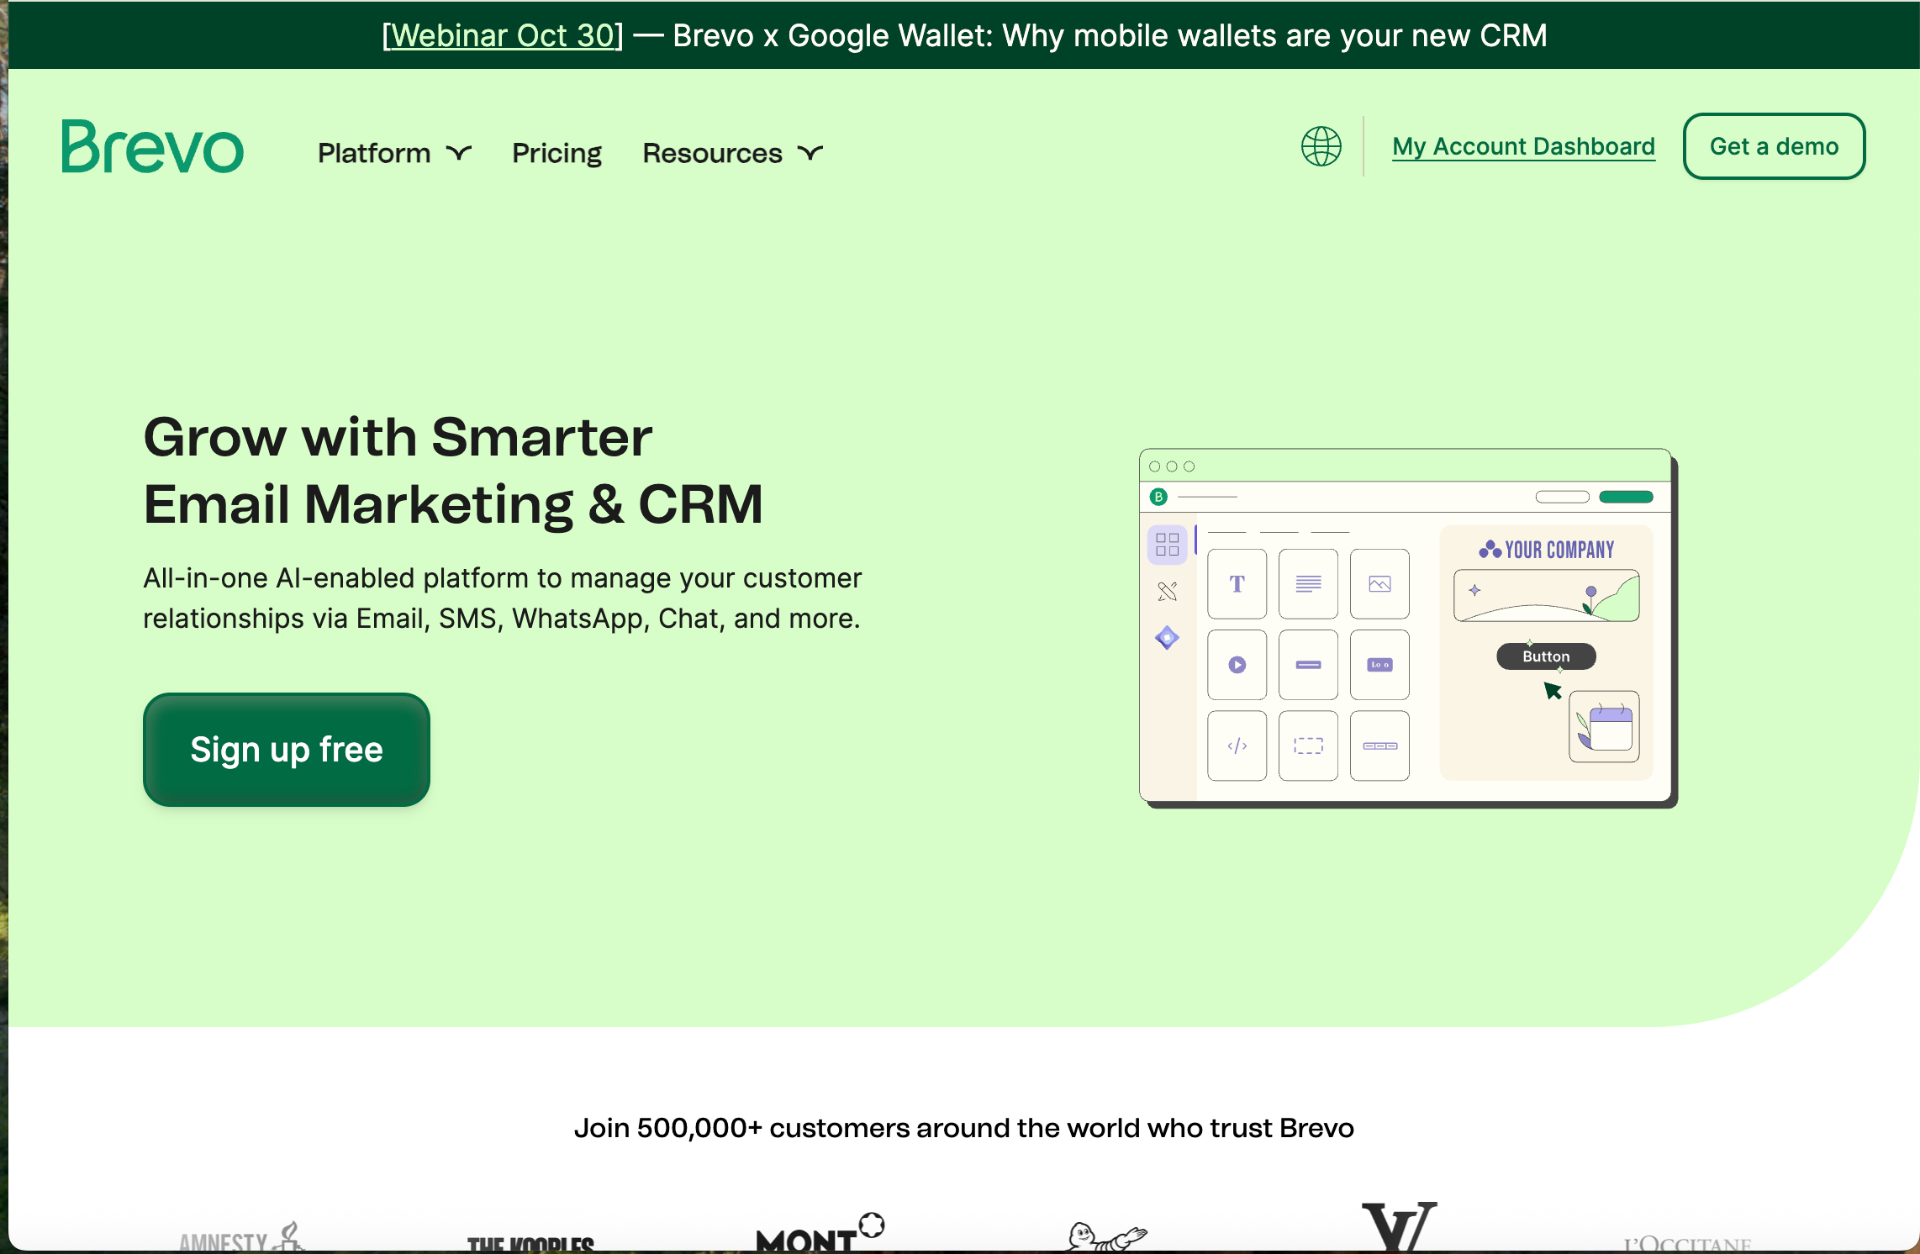 [Webinar Oct 30] — Brevo x Google Wallet: Why mobile wallets are your new CRM
Brevo
Platform
Pricing
Resources
My Account Dashboard
Get a demo
Grow with Smarter
Email Marketing & CRM
All-in-one AI-enabled platform to manage your customer
relationships via Email, SMS, WhatsApp, Chat, and more.
Sign up free
B
YOUR COMPANY
T
Button
</>
Join 500,000+ customers around the world who trust Brevo
AMNESTY
THE KOOPLES
MONT
LV
L'OCCITANE